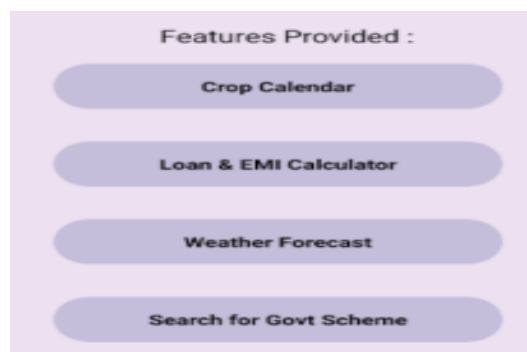 Features Provided :
Crop Calendar
Loan & EMI Calculator
Weather Forecast
Search for Govt Scheme